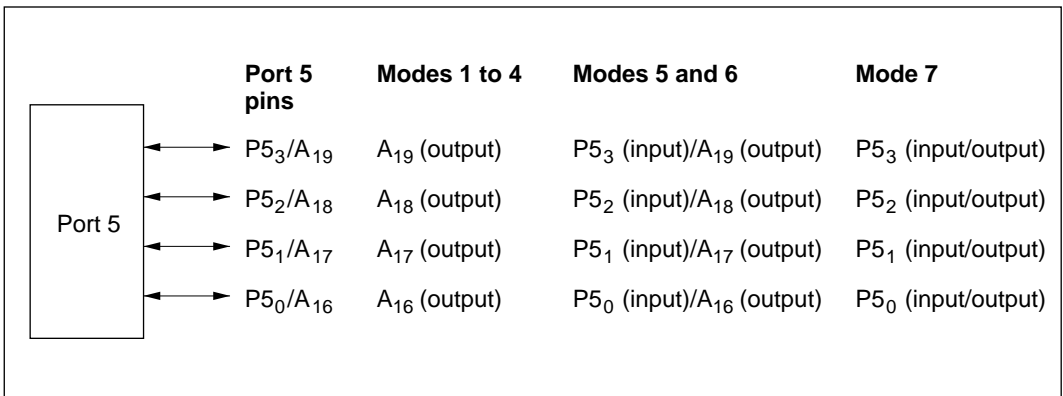 Port 5 pins Modes 1 to 4 Modes 5 and 6 Mode 7
P5₃/A₁₉ A₁₉ (output) P5₃ (input)/A₁₉ (output) P5₃ (input/output)
P5₂/A₁₈ A₁₈ (output) P5₂ (input)/A₁₈ (output) P5₂ (input/output)
Port 5
P5₁/A₁₇ A₁₇ (output) P5₁ (input)/A₁₇ (output) P5₁ (input/output)
P5₀/A₁₆ A₁₆ (output) P5₀ (input)/A₁₆ (output) P5₀ (input/output)